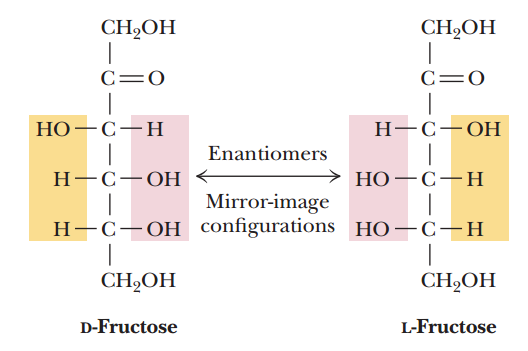 CH₂OH CH₂OH
C=O C=O
HO—C—H H—C—OH
Enantiomers
H—C—OH HO—C—H
Mirror-image
configurations
H—C—OH HO—C—H
CH₂OH CH₂OH
D-Fructose L-Fructose